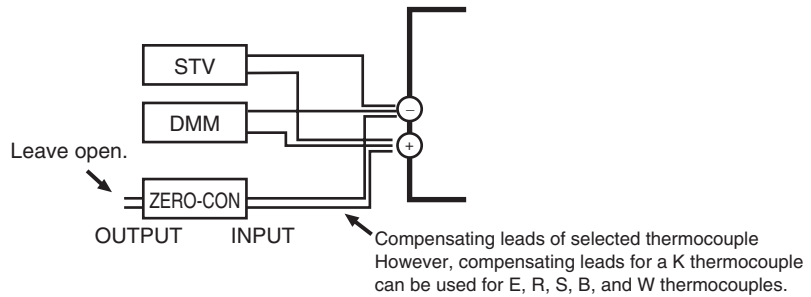 STV
−
DMM
+
Leave open.
ZERO-CON
OUTPUT INPUT
Compensating leads of selected thermocouple
However, compensating leads for a K thermocouple
can be used for E, R, S, B, and W thermocouples.